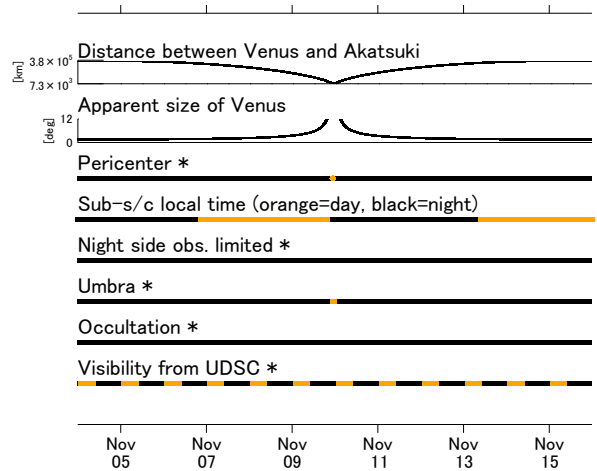 Distance between Venus and Akatsuki
[km]
3.8 × 10⁵
7.3 × 10³
Apparent size of Venus
[deg]
12
0
Pericenter *
Sub-s/c local time (orange=day, black=night)
Night side obs. limited *
Umbra *
Occultation *
Visibility from UDSC *
Nov Nov Nov Nov Nov Nov
05 07 09 11 13 15